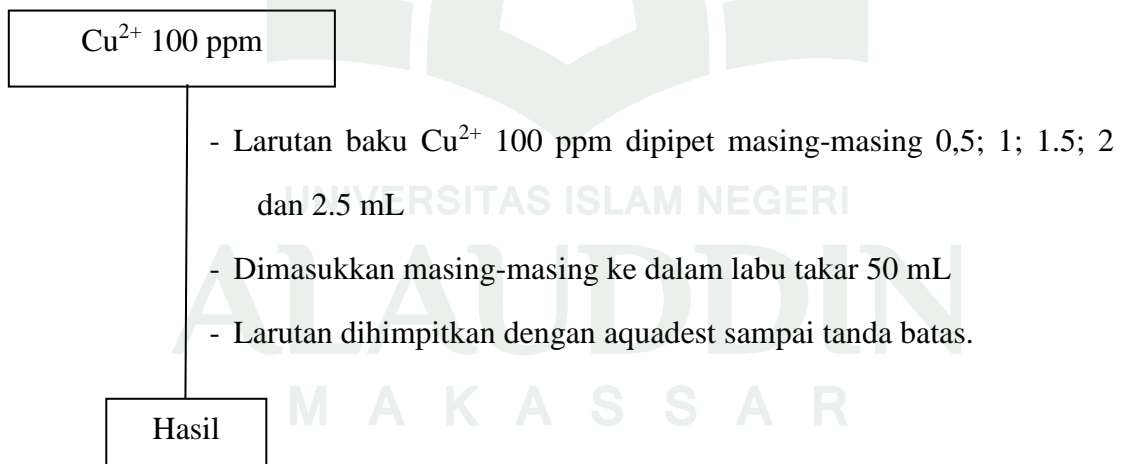 Cu²⁺ 100 ppm
- Larutan baku Cu²⁺ 100 ppm dipipet masing-masing 0,5; 1; 1.5; 2
dan 2.5 mL
UNIVERSITAS ISLAM NEGERI
- Dimasukkan masing-masing ke dalam labu takar 50 mL
ALAUDDIN
- Larutan dihimpitkan dengan aquadest sampai tanda batas.
MAKASSAR
Hasil